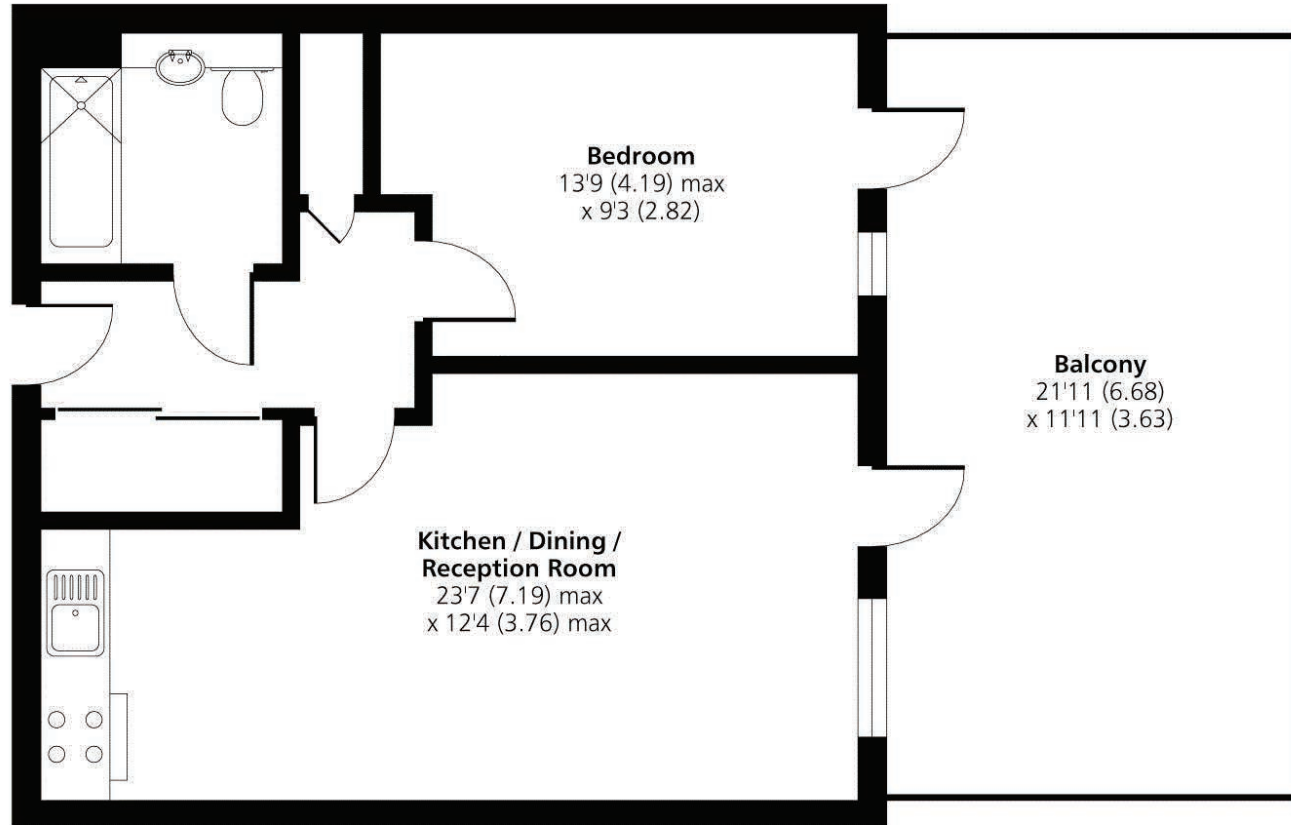 Bedroom
13'9 (4.19) max
x 9'3 (2.82)
Balcony
21'11 (6.68)
x 11'11 (3.63)
Kitchen / Dining /
Reception Room
23'7 (7.19) max
x 12'4 (3.76) max